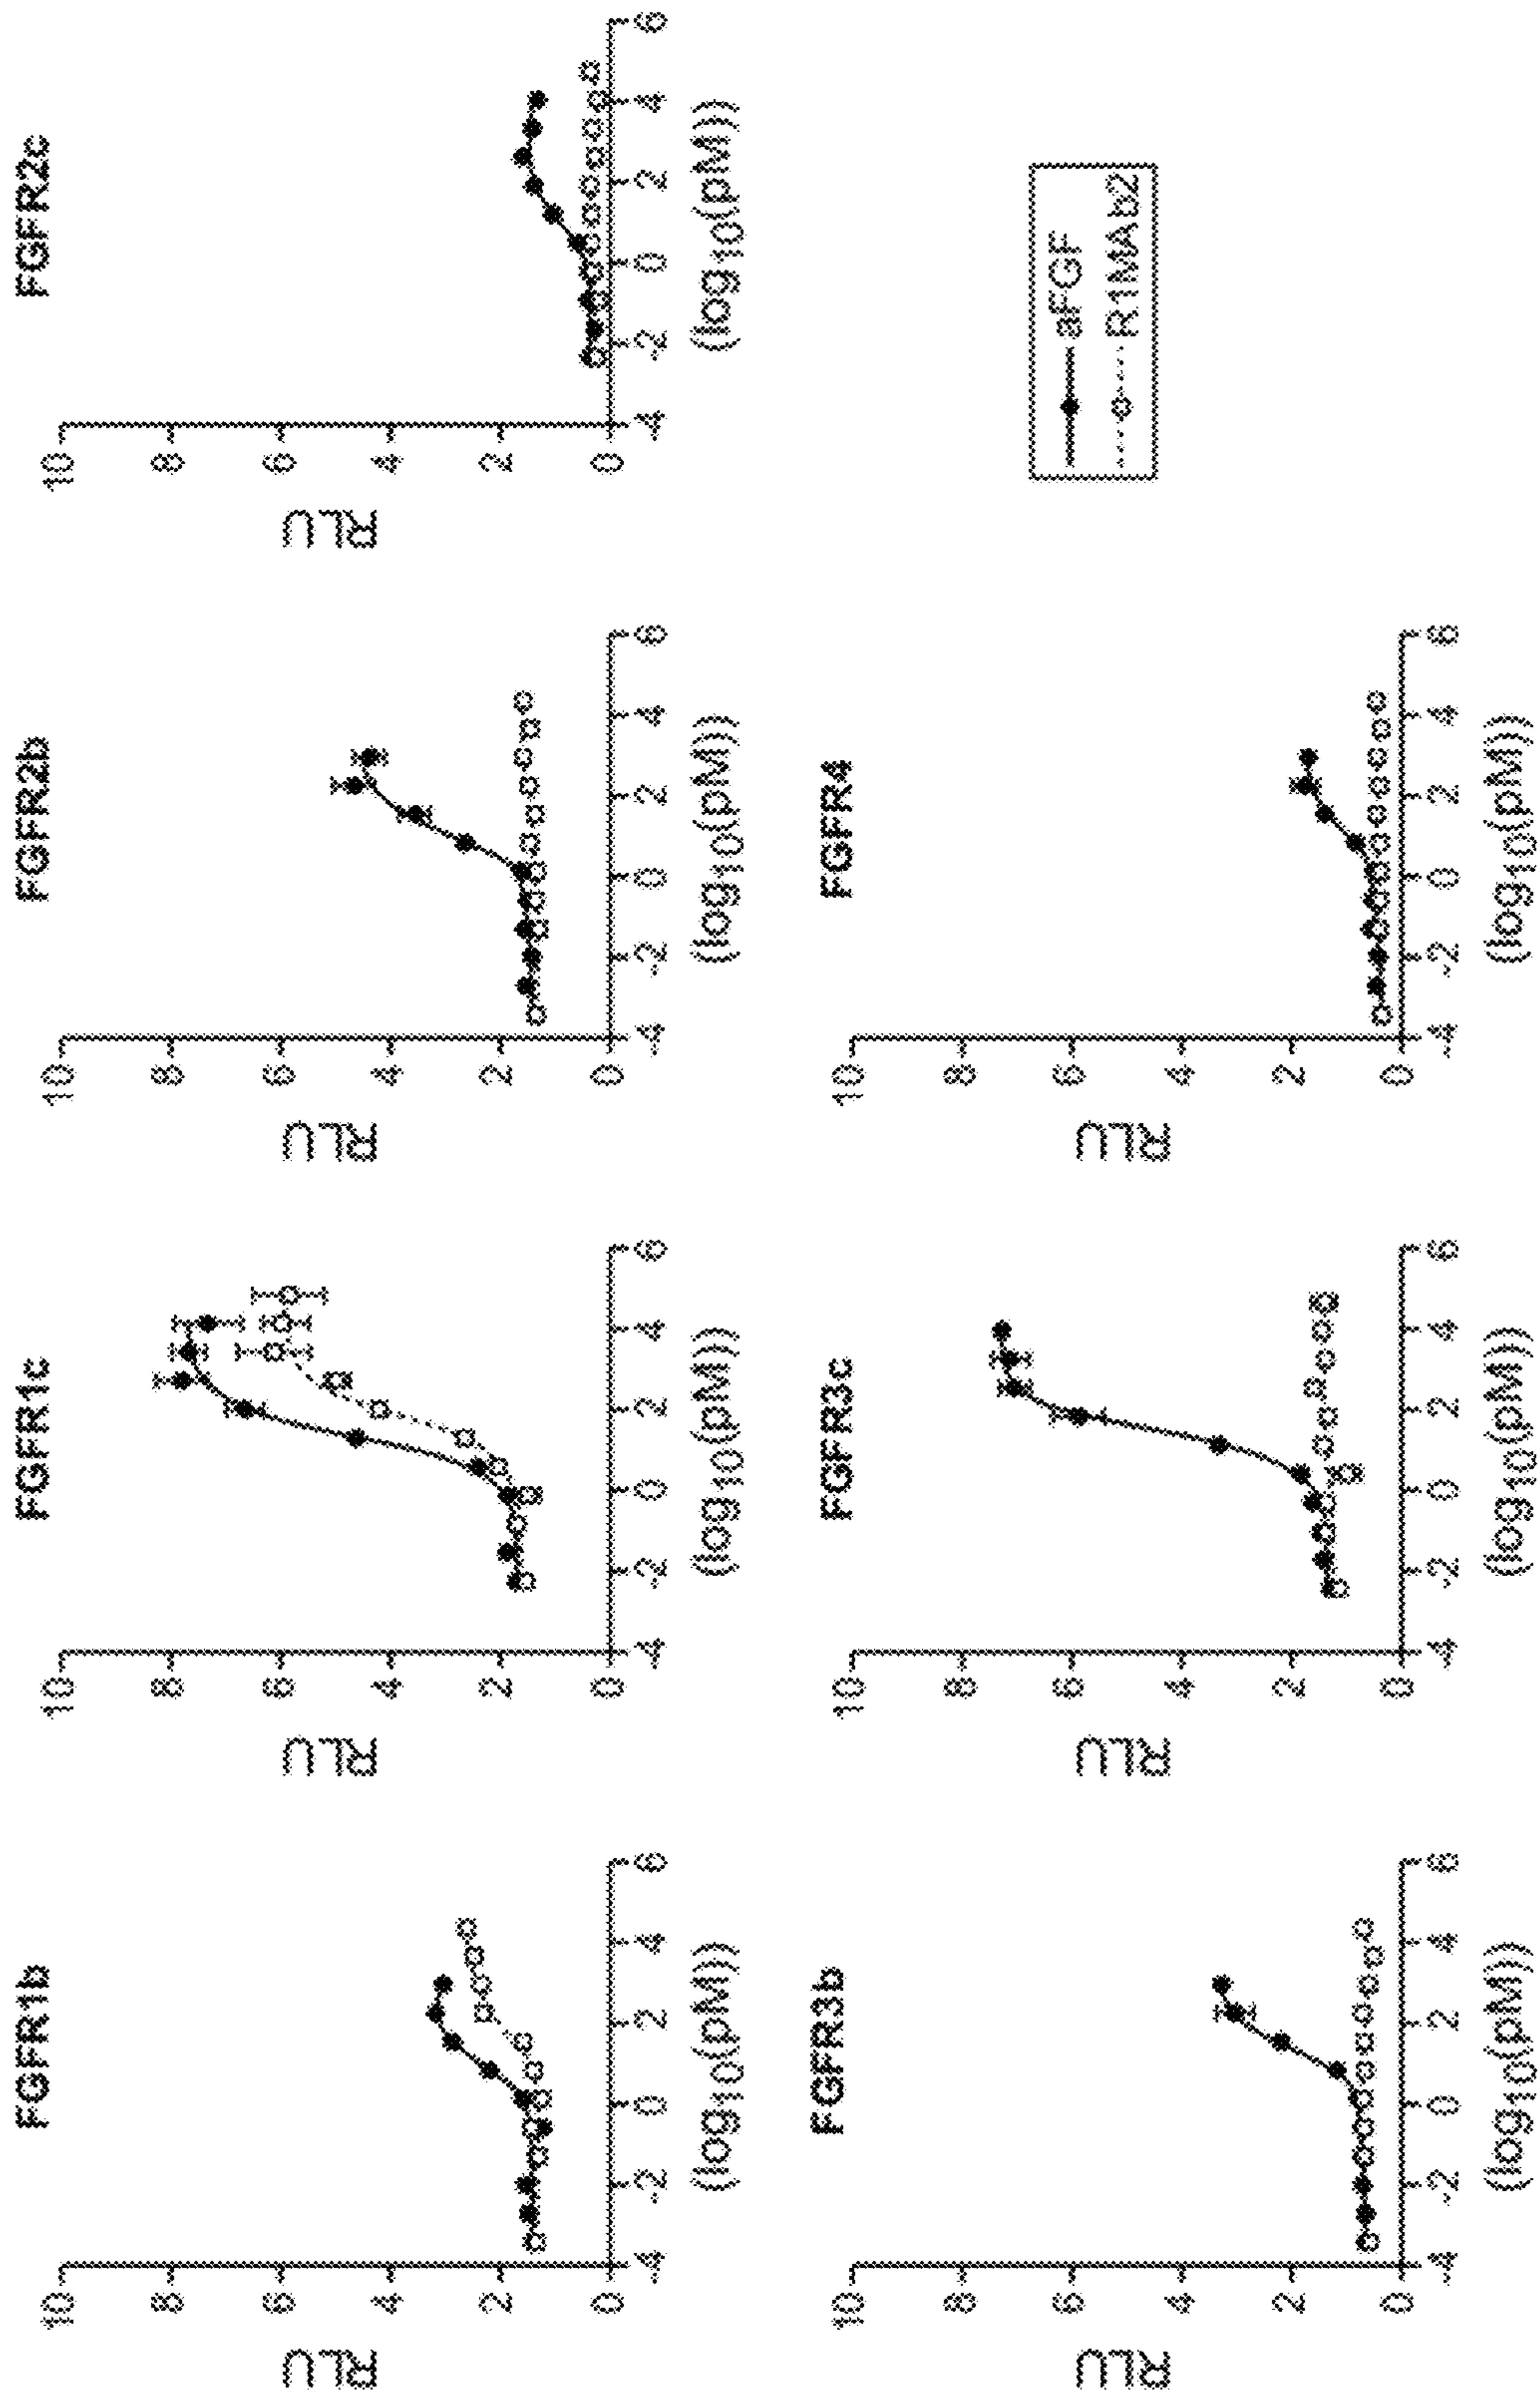 FGFR1b
RLU
10
8
6
4
2
0
-4 -2 0 2 4 6
(log10(pM))
FGFR1c
RLU
10
8
6
4
2
0
-4 -2 0 2 4 6
(log10(pM))
FGFR2b
RLU
10
8
6
4
2
0
-4 -2 0 2 4 6
(log10(pM))
FGFR2c
RLU
10
8
6
4
2
0
-4 -2 0 2 4 6
(log10(pM))
FGFR3b
RLU
10
8
6
4
2
0
-4 -2 0 2 4 6
(log10(pM))
FGFR3c
RLU
10
8
6
4
2
0
-4 -2 0 2 4 6
(log10(pM))
FGFR4
RLU
10
8
6
4
2
0
-4 -2 0 2 4 6
(log10(pM))
aFGF
R1MAb2